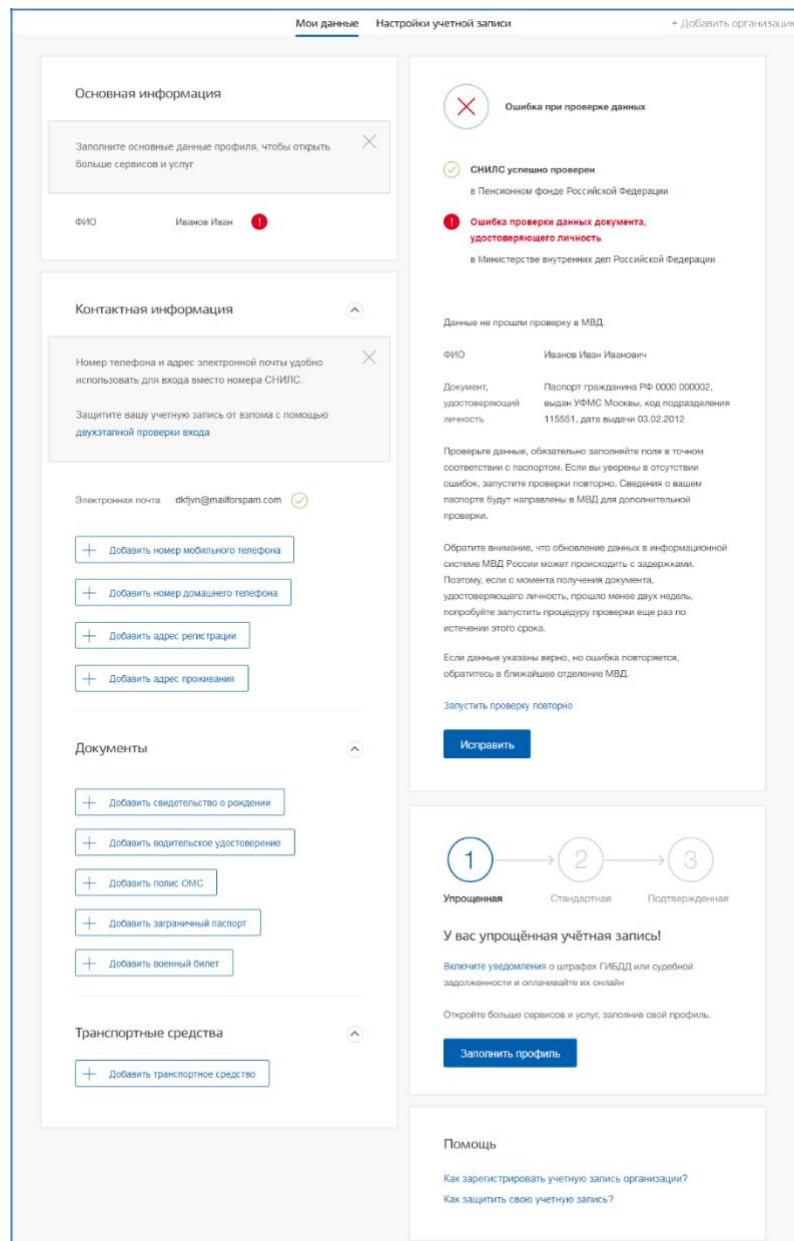 Мои данные
Настройки учетной записи
+ Добавить организацию
Основная информация
Заполните основные данные профиля, чтобы открыть
больше сервисов и услуг
ФИО
Иванов Иван
Контактная информация
Номер телефона и адрес электронной почты удобно
использовать для входа вместо номера СНИЛС.
Защитите вашу учетную запись от взлома с помощью
двухэтапной проверки входа
Электронная почта
dkfjvn@mailforspam.com
Добавить номер мобильного телефона
Добавить номер домашнего телефона
Добавить адрес регистрации
Добавить адрес проживания
Документы
Добавить свидетельство о рождении
Добавить водительское удостоверение
Добавить полис ОМС
Добавить заграничный паспорт
Добавить военный билет
Транспортные средства
Добавить транспортное средство
Ошибка при проверке данных
СНИЛС успешно проверен
в Пенсионном фонде Российской Федерации
Ошибка проверки данных документа,
удостоверяющего личность
в Министерстве внутренних дел Российской Федерации
Данные не прошли проверку в МВД.
ФИО
Иванов Иван Иванович
Документ,
удостоверяющий
личность
Паспорт гражданина РФ 0000 000002,
выдан УФМС Москвы, код подразделения
115551, дата выдачи 03.02.2012
Проверьте данные, обязательно заполняйте поля в точном
соответствии с паспортом. Если вы уверены в отсутствии
ошибок, запустите проверки повторно. Сведения о вашем
паспорте будут направлены в МВД для дополнительной
проверки.
Обратите внимание, что обновление данных в информационной
системе МВД России может происходить с задержками.
Поэтому, если с момента получения документа,
удостоверяющего личность, прошло менее двух недель,
попробуйте запустить процедуру проверки еще раз по
истечении этого срока.
Если данные указаны верно, но ошибка повторяется,
обратитесь в ближайшее отделение МВД.
Запустить проверку повторно
Исправить
1
2
3
Упрощенная
Стандартная
Подтвержденная
У вас упрощённая учётная запись!
Включите уведомления о штрафах ГИБДД или судебной
задолженности и оплачивайте их онлайн
Откройте больше сервисов и услуг, заполнив свой профиль.
Заполнить профиль
Помощь
Как зарегистрировать учетную запись организации?
Как защитить свою учетную запись?